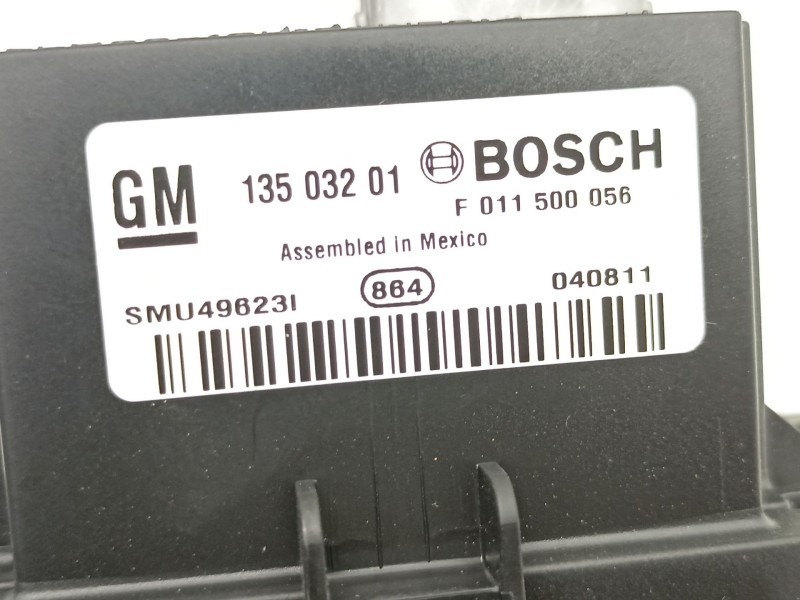 GM 135 032 01 BOSCH
F 011 500 056
Assembled in Mexico
SMU49623I 864 040811